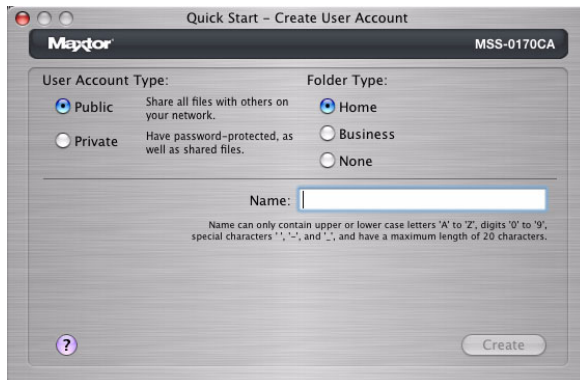 Quick Start – Create User Account
Maxtor
MSS-0170CA
User Account Type:
Folder Type:
Public
Share all files with others on
your network.
Private
Have password-protected, as
well as shared files.
Home
Business
None
Name:
Name can only contain upper or lower case letters 'A' to 'Z', digits '0' to '9',
special characters ' ', '-', and '_', and have a maximum length of 20 characters.
?
Create